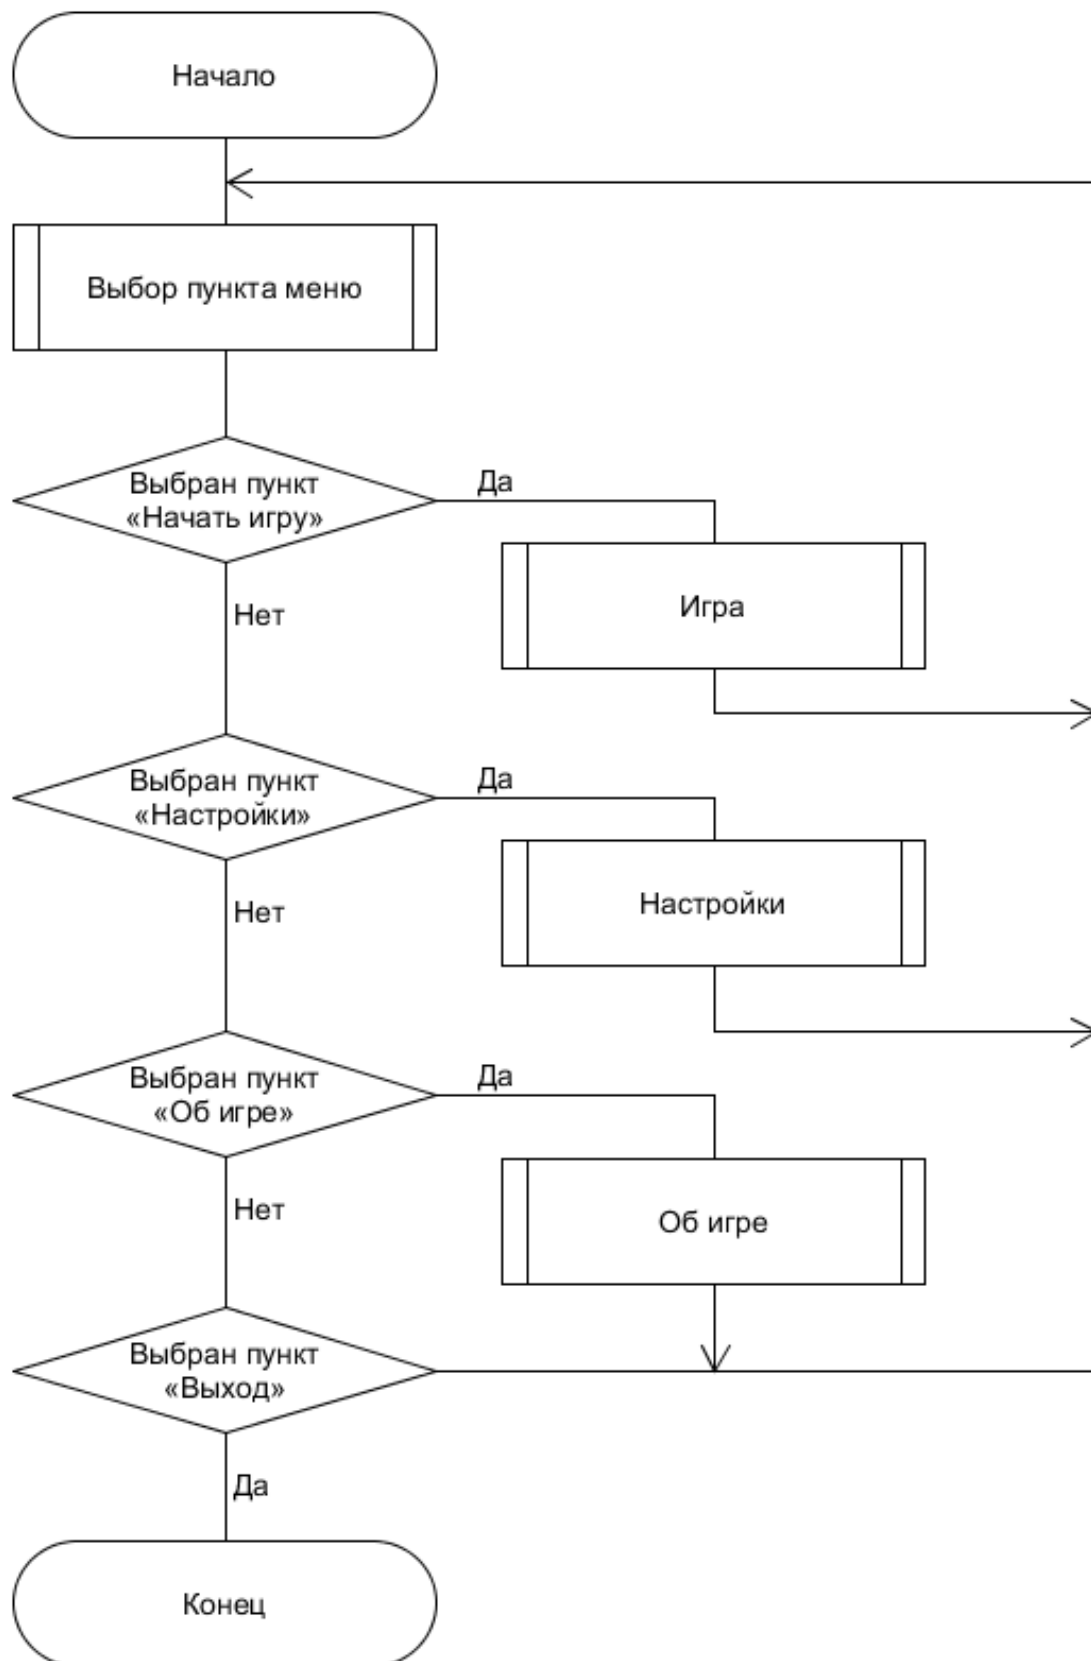 Начало
Выбор пункта меню
Выбран пункт
«Начать игру»
Да
Игра
Нет
Выбран пункт
«Настройки»
Да
Настройки
Нет
Выбран пункт
«Об игре»
Да
Об игре
Нет
Выбран пункт
«Выход»
Да
Конец